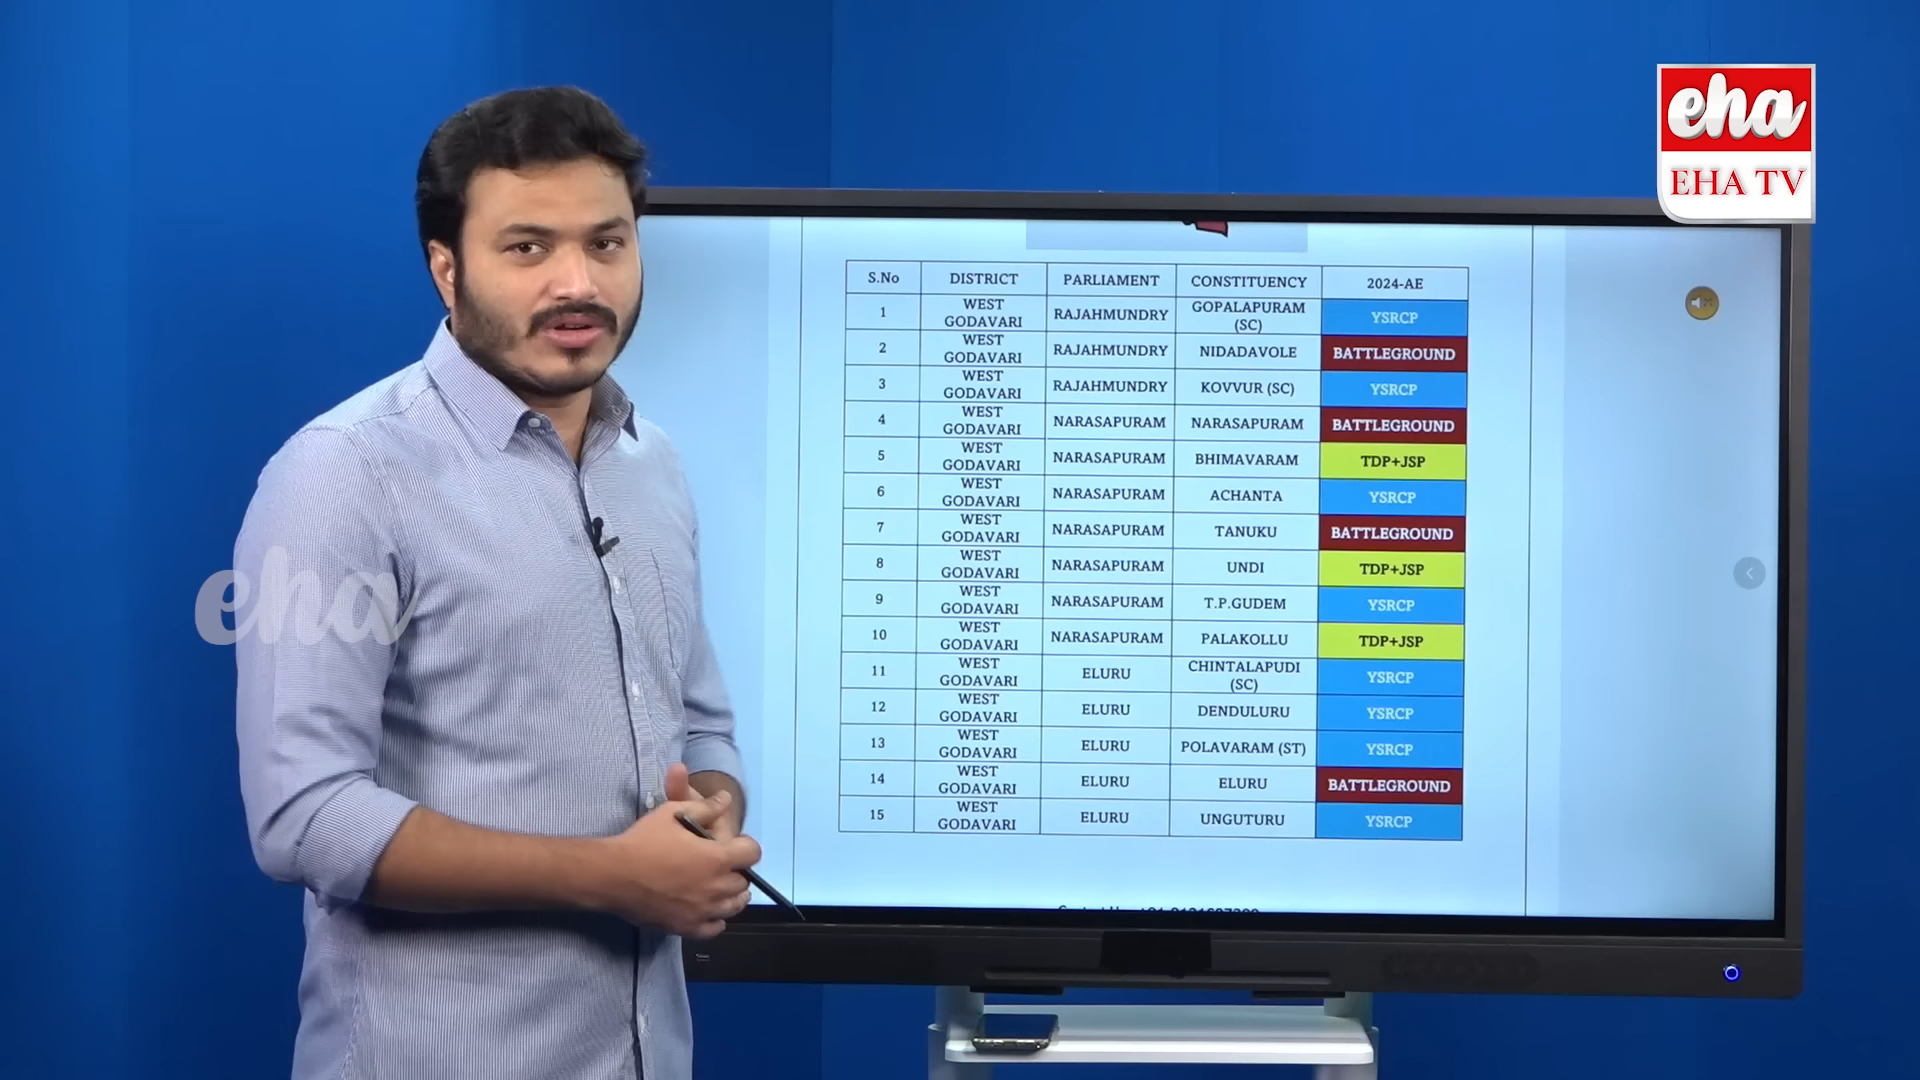 eha
EHA TV
S.No DISTRICT PARLIAMENT CONSTITUENCY 2024-AE
1 WEST GODAVARI RAJAHMUNDRY GOPALAPURAM (SC) YSRCP
2 WEST GODAVARI RAJAHMUNDRY NIDADAVOLE BATTLEGROUND
3 WEST GODAVARI RAJAHMUNDRY KOVVUR (SC) YSRCP
4 WEST GODAVARI NARASAPURAM NARASAPURAM BATTLEGROUND
5 WEST GODAVARI NARASAPURAM BHIMAVARAM TDP+JSP
6 WEST GODAVARI NARASAPURAM ACHANTA YSRCP
7 WEST GODAVARI NARASAPURAM TANUKU BATTLEGROUND
8 WEST GODAVARI NARASAPURAM UNDI TDP+JSP
9 WEST GODAVARI NARASAPURAM T.P.GUDEM YSRCP
10 WEST GODAVARI NARASAPURAM PALAKOLLU TDP+JSP
11 WEST GODAVARI ELURU CHINTALAPUDI (SC) YSRCP
12 WEST GODAVARI ELURU DENDULURU YSRCP
13 WEST GODAVARI ELURU POLAVARAM (ST) YSRCP
14 WEST GODAVARI ELURU ELURU BATTLEGROUND
15 WEST GODAVARI ELURU UNGUTURU YSRCP
eha